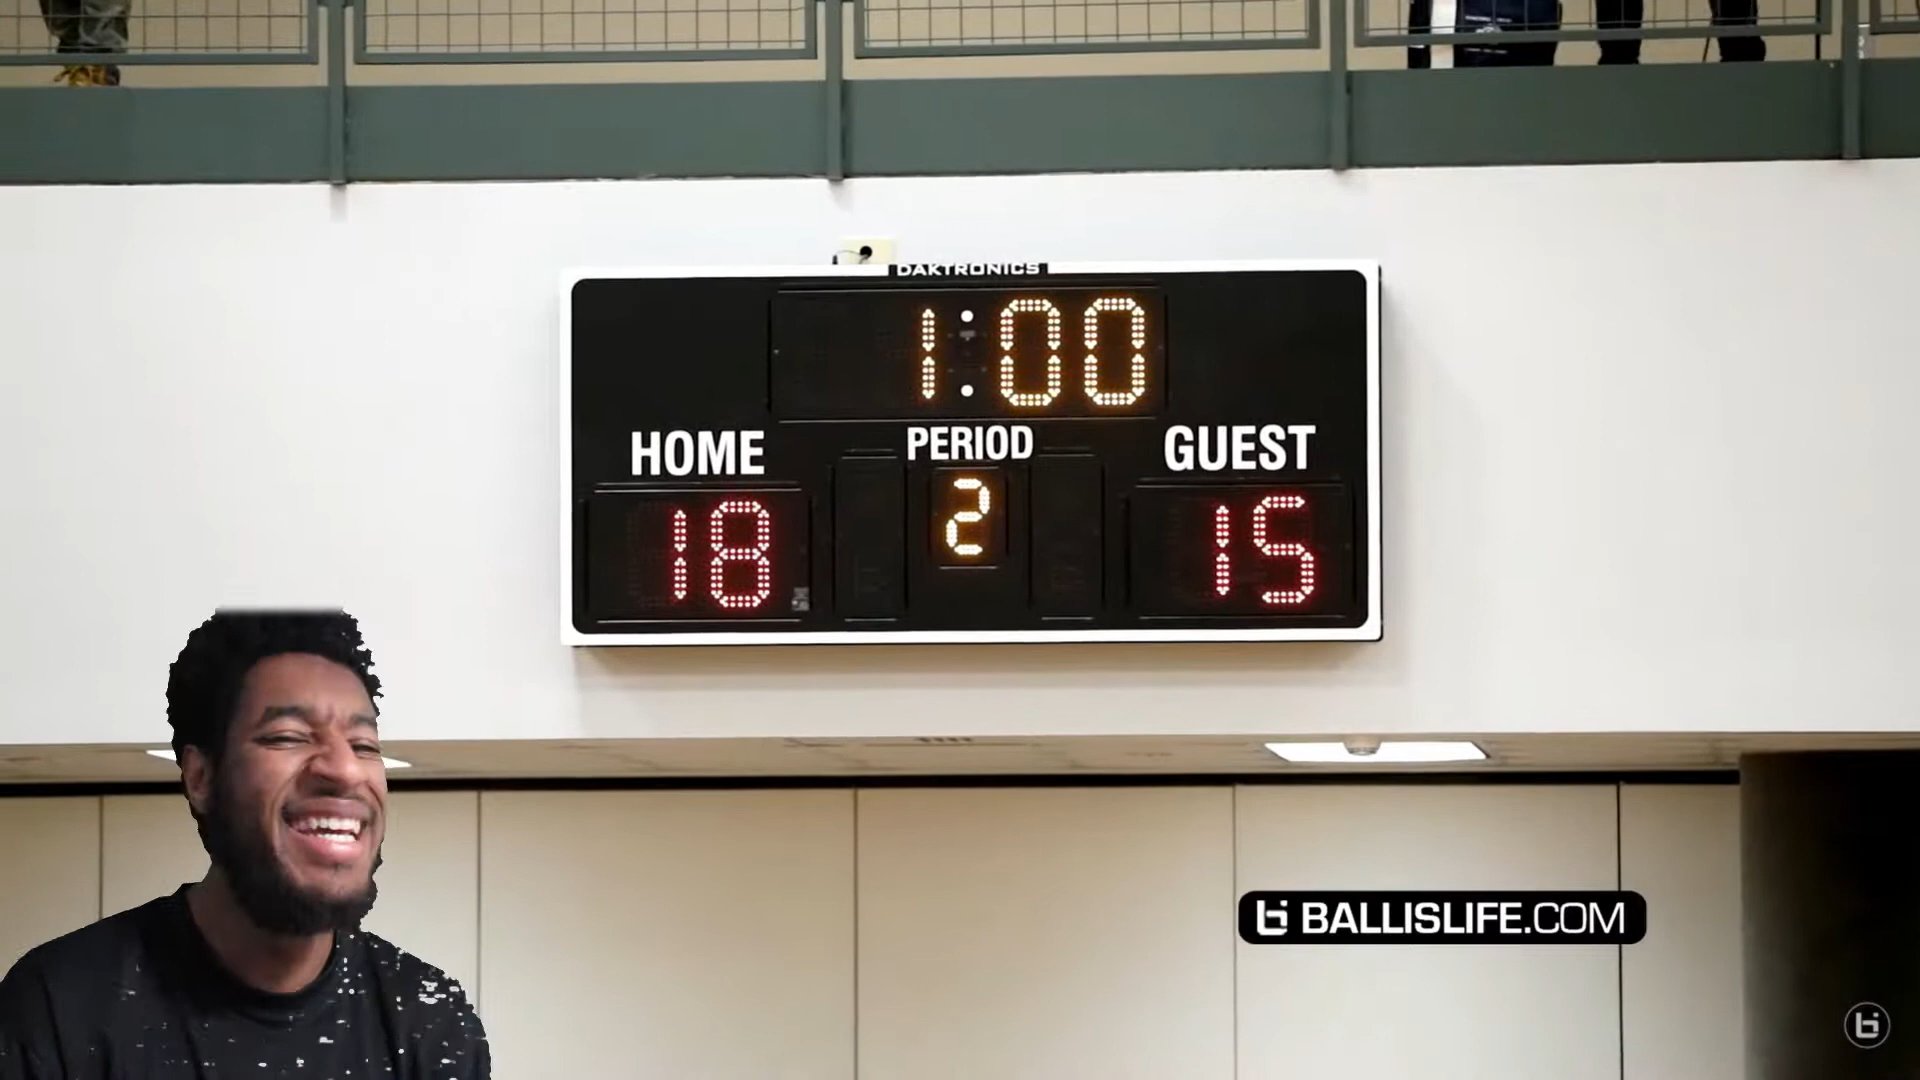 DAKTRONICS
1:00
HOME
PERIOD
GUEST
18
2
15
BALLISLIFE.COM